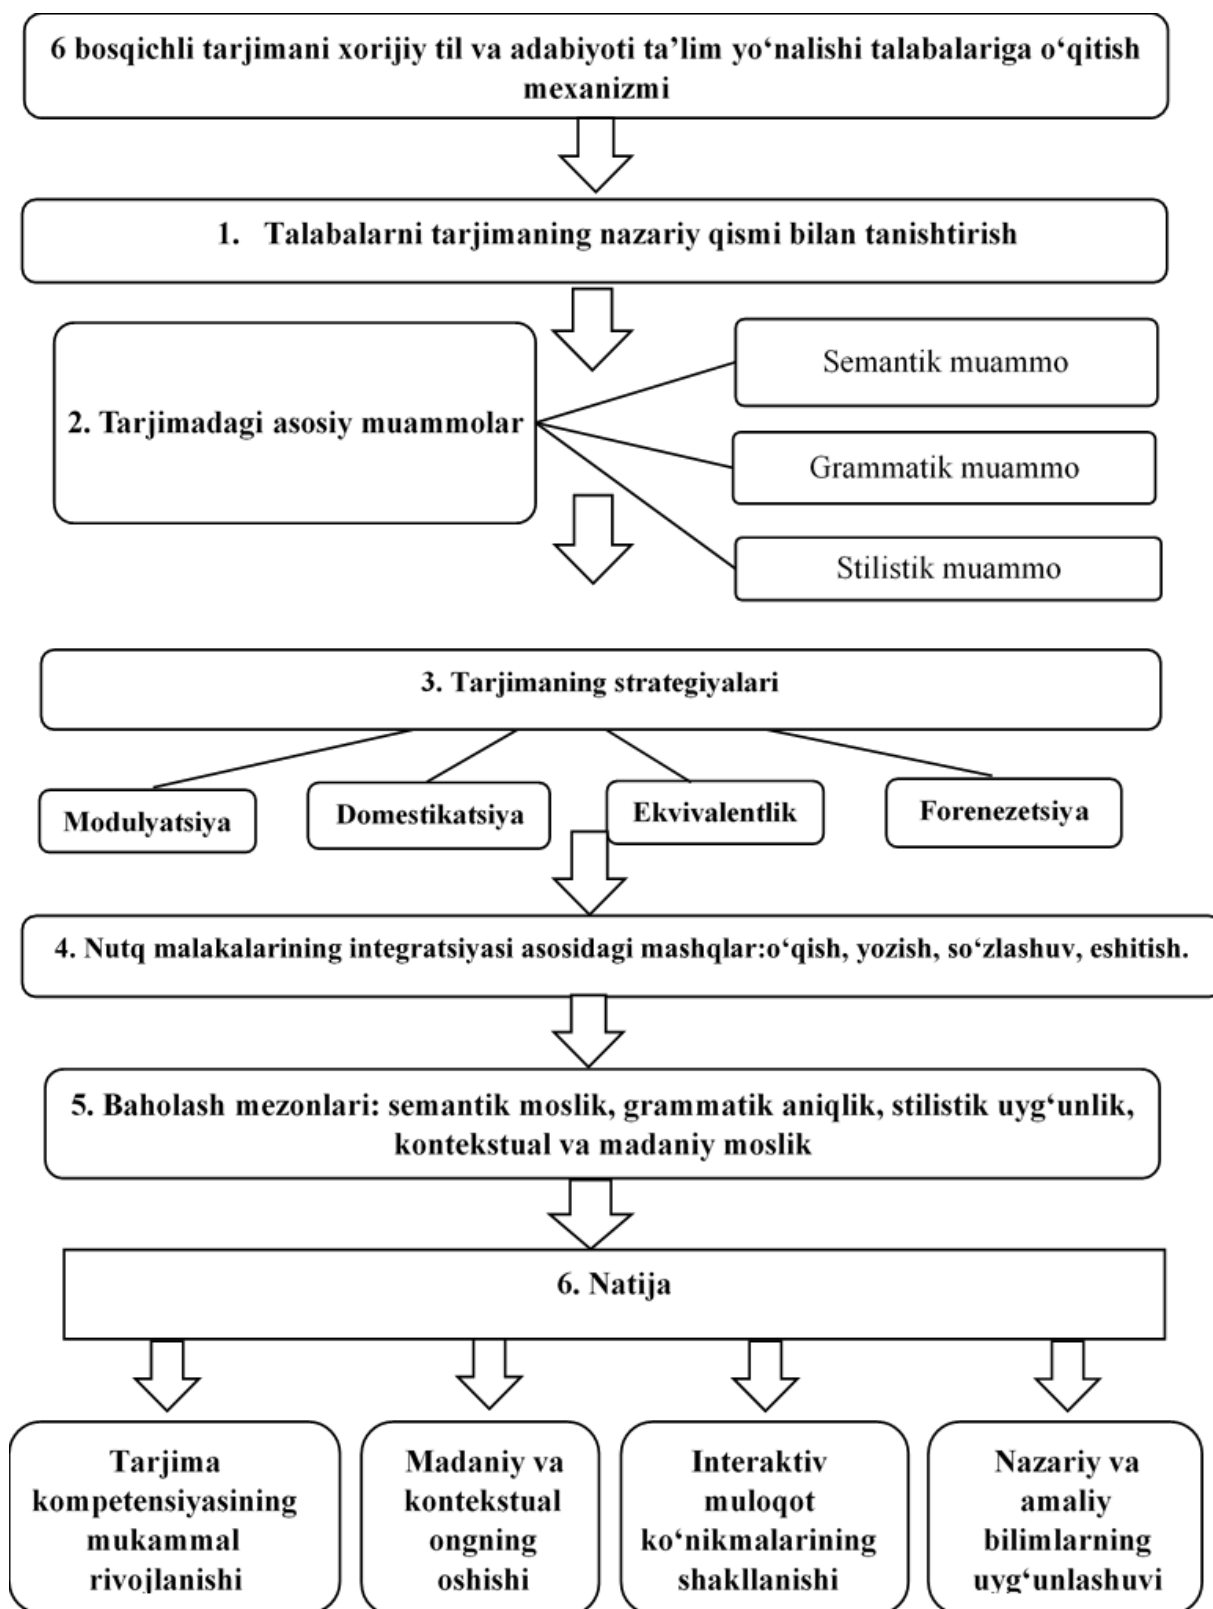 6 bosqichli tarjimani xorijiy til va adabiyoti ta’lim yo‘nalishi talabalariga o‘qitish
mexanizmi
1. Talabalarni tarjimaning nazariy qismi bilan tanishtirish
2. Tarjimadagi asosiy muammolar
Semantik muammo
Grammatik muammo
Stilistik muammo
3. Tarjimaning strategiyalari
Modulyatsiya
Domestikatsiya
Ekvivalentlik
Forenezetsiya
4. Nutq malakalarining integratsiyasi asosidagi mashqlar:o‘qish, yozish, so‘zlashuv, eshitish.
5. Baholash mezonlari: semantik moslik, grammatik aniqlik, stilistik uyg‘unlik,
kontekstual va madaniy moslik
6. Natija
Tarjima
kompetensiyasining
mukammal
rivojlanishi
Madaniy va
kontekstual
ongning
oshishi
Interaktiv
muloqot
ko‘nikmalarining
shakllanishi
Nazariy va
amaliy
bilimlarning
uyg‘unlashuvi